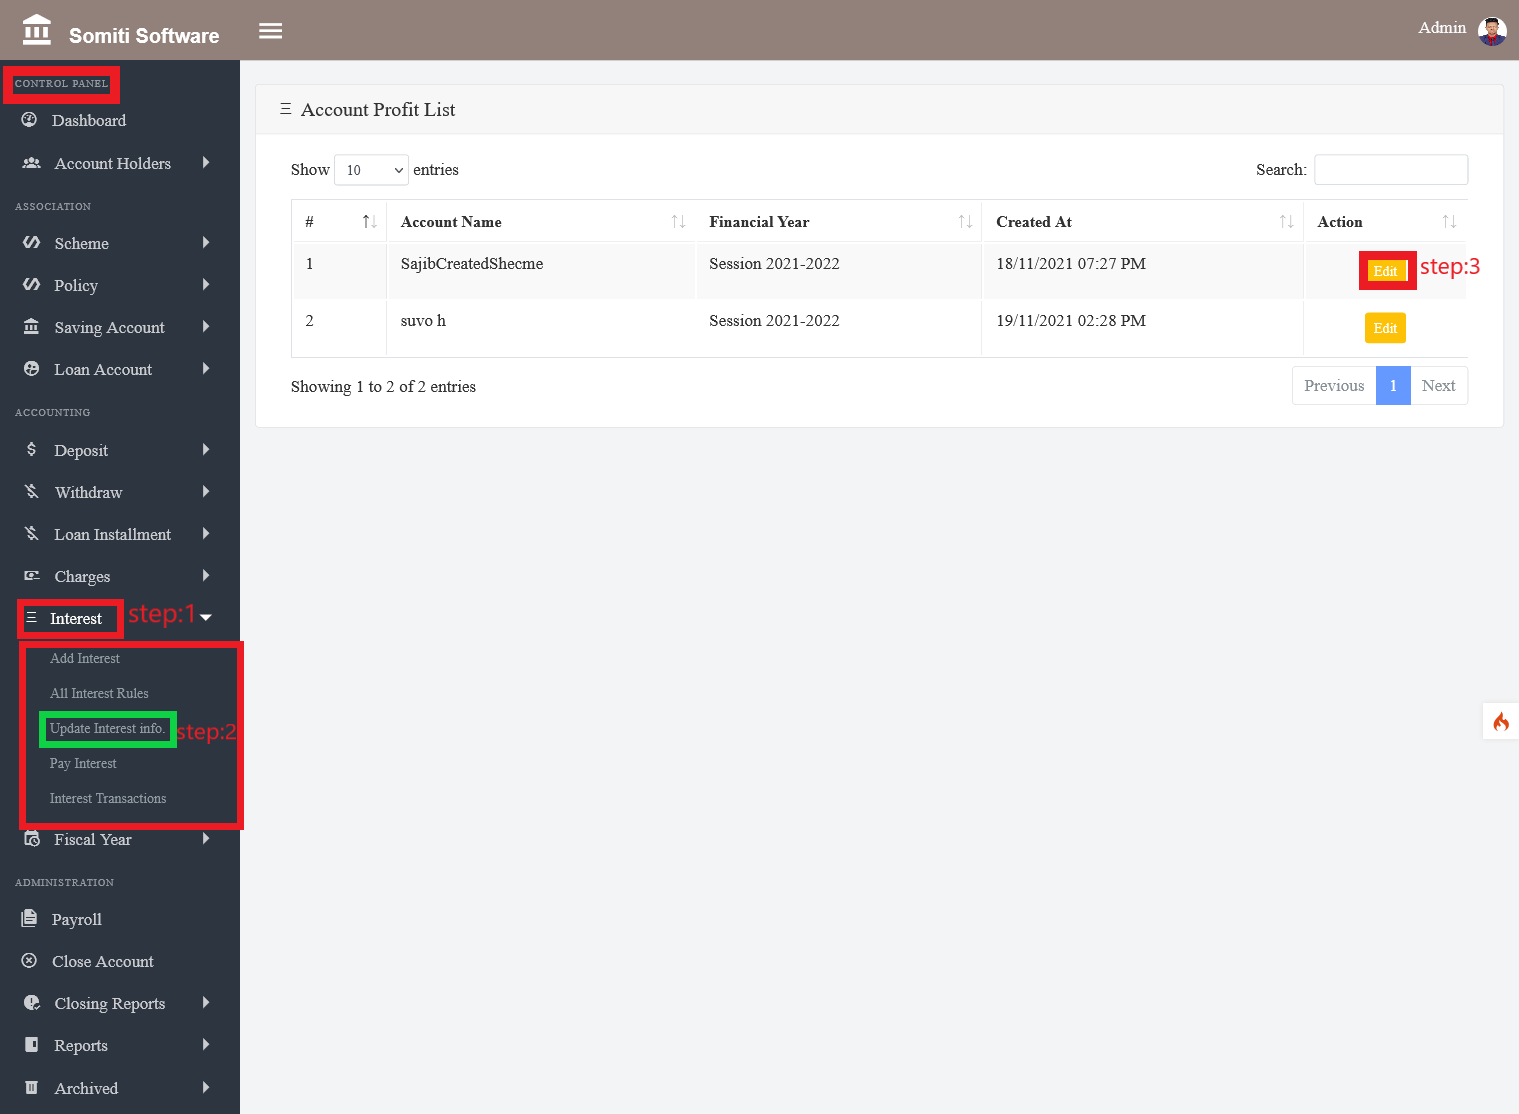 Somiti Software
Admin
CONTROL PANEL
Dashboard
Account Holders
ASSOCIATION
Scheme
Policy
Saving Account
Loan Account
ACCOUNTING
Deposit
Withdraw
Loan Installment
Charges
Interest step:1
Add Interest
All Interest Rules
Update Interest info. step:2
Pay Interest
Interest Transactions
Fiscal Year
ADMINISTRATION
Payroll
Close Account
Closing Reports
Reports
Archived
Account Profit List
Show 10 entries Search:
# Account Name Financial Year Created At Action
1 SajibCreatedShecme Session 2021-2022 18/11/2021 07:27 PM Edit step:3
2 suvo h Session 2021-2022 19/11/2021 02:28 PM Edit
Showing 1 to 2 of 2 entries Previous 1 Next